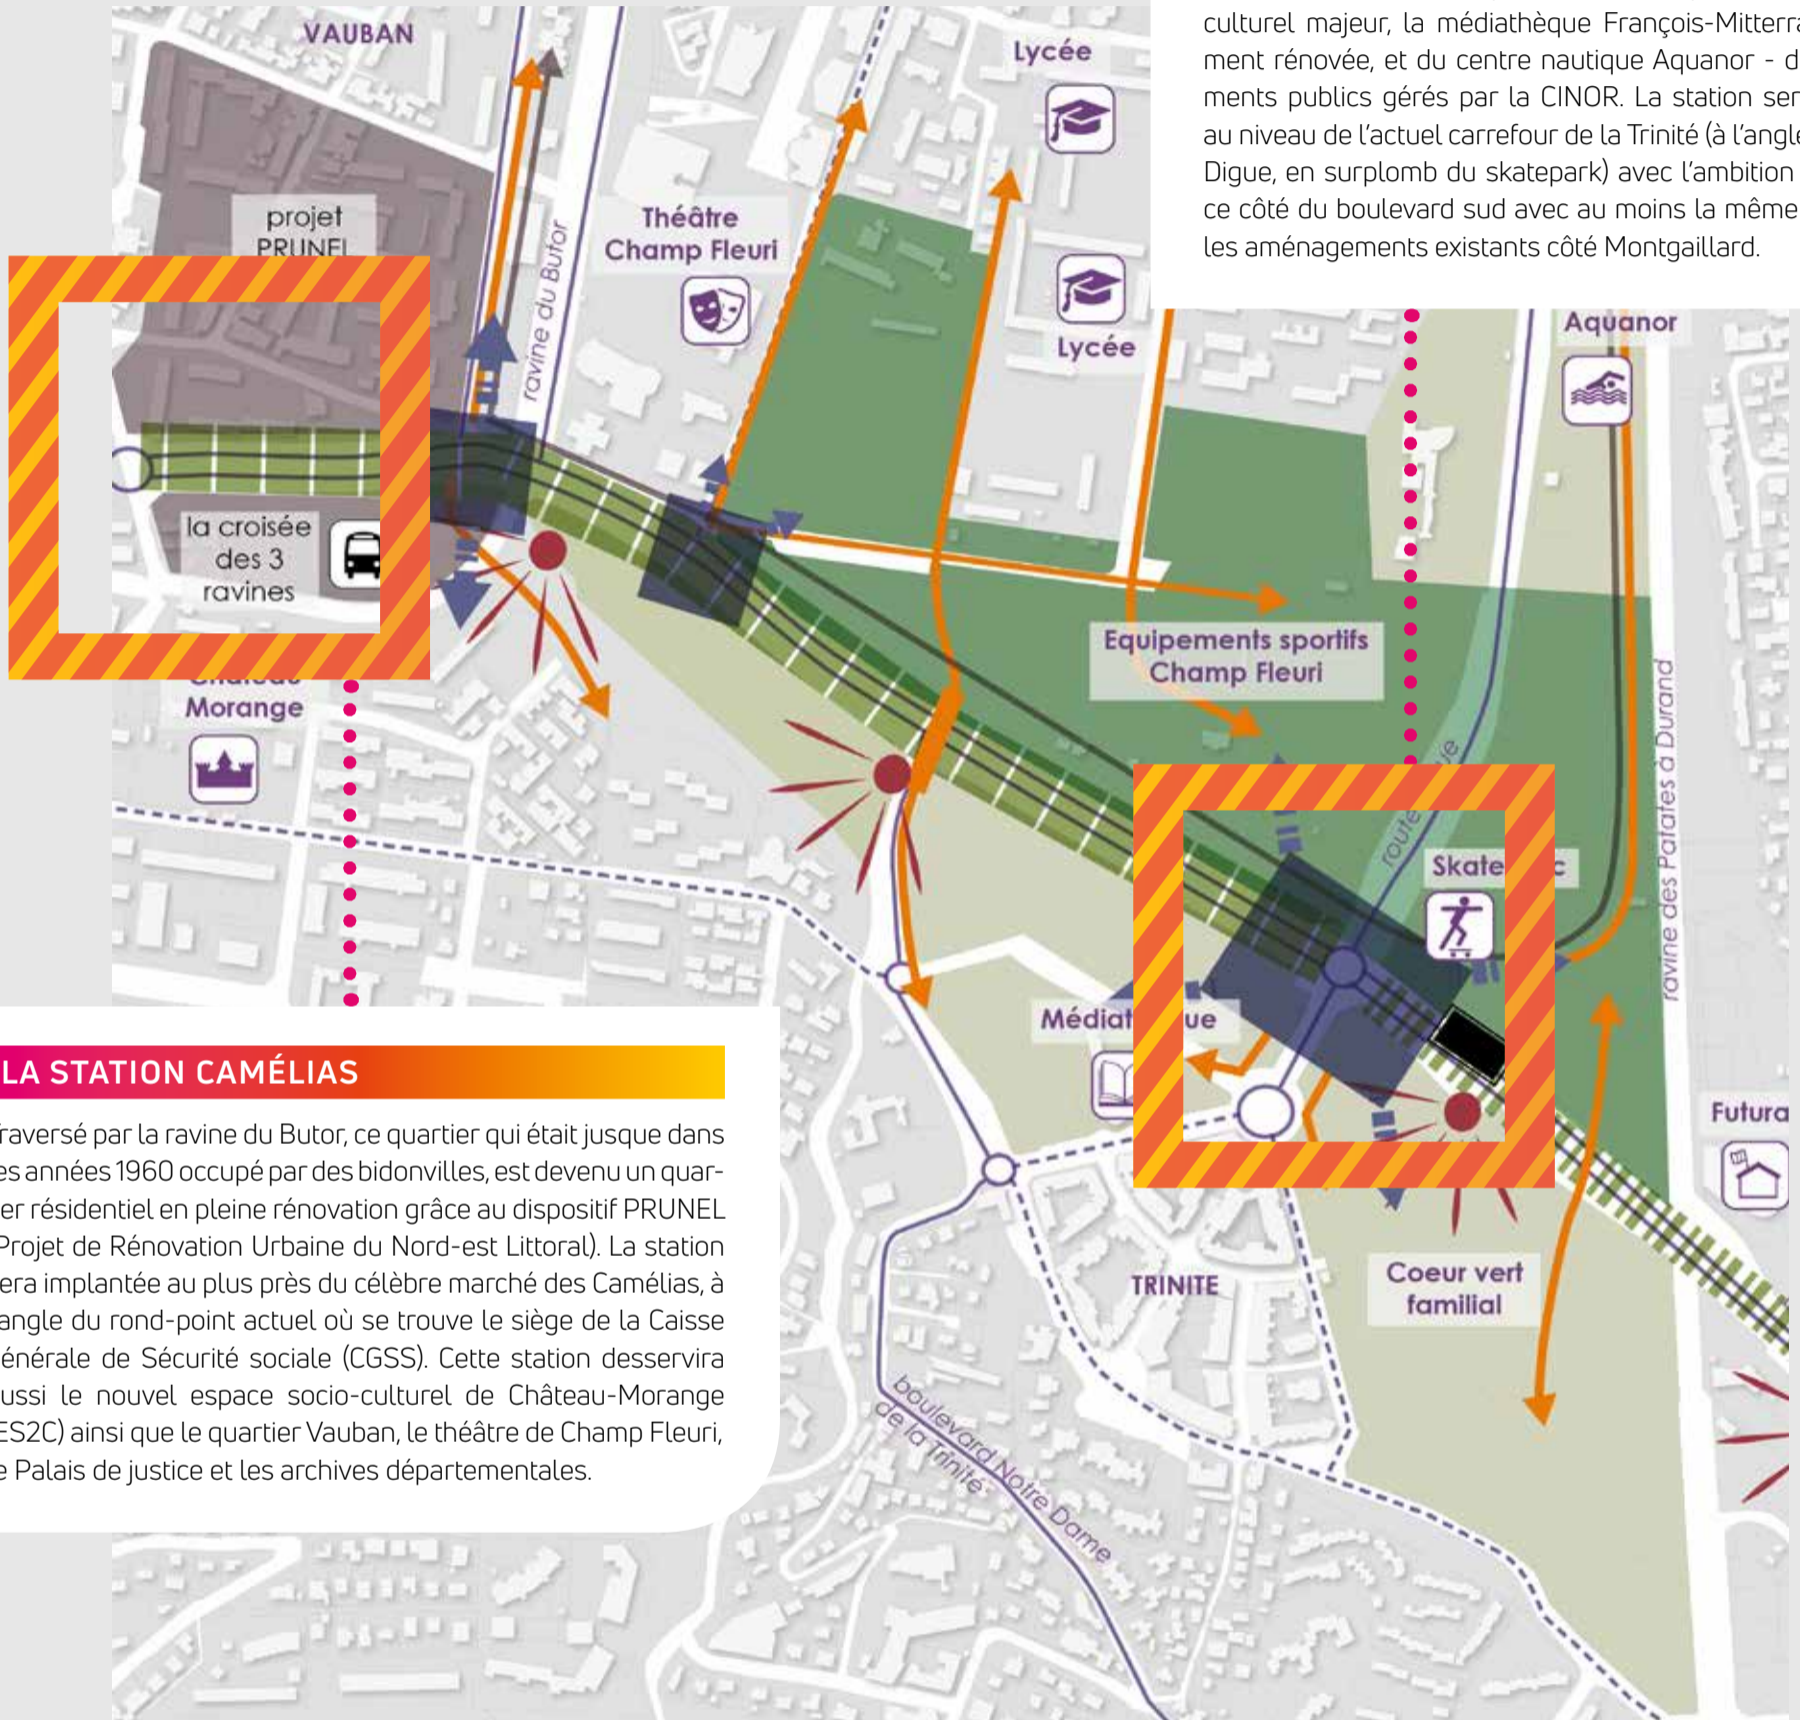 culturel majeur, la médiathèque François-Mitterra
ment rénovée, et du centre nautique Aquanor - d
ments publics gérés par la CINOR. La station ser
au niveau de l'actuel carrefour de la Trinité (à l'angle
Digue, en surplomb du skatepark) avec l'ambition
ce côté du boulevard sud avec au moins la même
les aménagements existants côté Montgaillard.
VAUBAN
Lycée
projet
PRUNEL
Théâtre
Champ Fleuri
ravine du Butor
Lycée
Aquanor
la croisée
des 3
ravines
Equipements sportifs
Champ Fleuri
Château
Morange
ravine des Patates à Durand
route
ue
Skate
c
Médiat
ue
Futura
LA STATION CAMÉLIAS
raversé par la ravine du Butor, ce quartier qui était jusque dans
es années 1960 occupé par des bidonvilles, est devenu un quar-
er résidentiel en pleine rénovation grâce au dispositif PRUNEL
Projet de Rénovation Urbaine du Nord-est Littoral). La station
era implantée au plus près du célèbre marché des Camélias, à
angle du rond-point actuel où se trouve le siège de la Caisse
énérale de Sécurité sociale (CGSS). Cette station desservira
ussi le nouvel espace socio-culturel de Château-Morange
ES2C) ainsi que le quartier Vauban, le théâtre de Champ Fleuri,
e Palais de justice et les archives départementales.
TRINITE
Coeur vert
familial
boulevard Notre Dame
de la Trinité